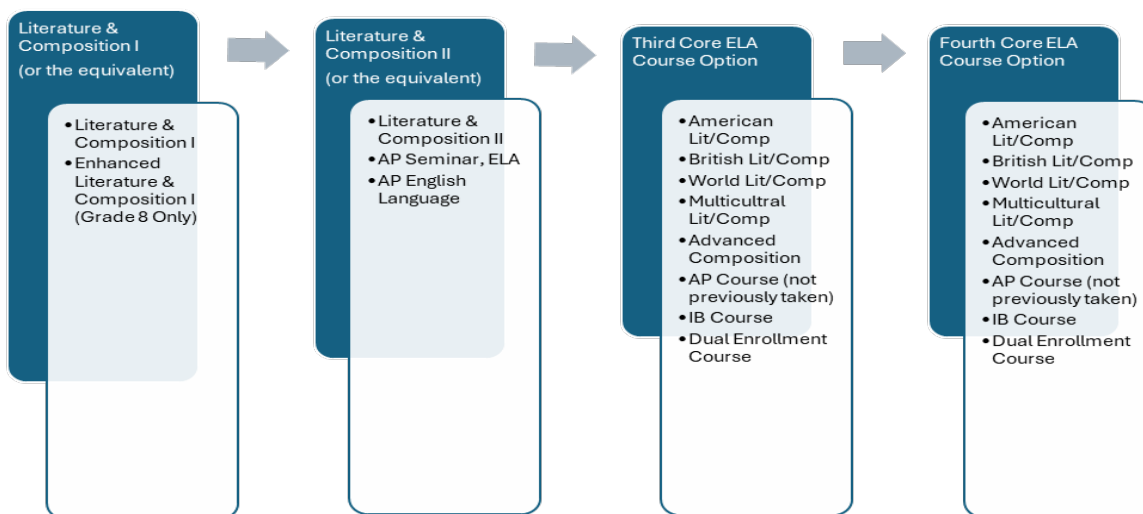 Literature &
Composition I
(or the equivalent)
• Literature &
Composition I
• Enhanced
Literature &
Composition I
(Grade 8 Only)
Literature &
Composition II
(or the equivalent)
• Literature &
Composition II
• AP Seminar, ELA
• AP English
Language
Third Core ELA
Course Option
• American
Lit/Comp
• British Lit/Comp
• World Lit/Comp
• Multicultral
Lit/Comp
• Advanced
Composition
• AP Course (not
previously taken)
• IB Course
• Dual Enrollment
Course
Fourth Core ELA
Course Option
• American
Lit/Comp
• British Lit/Comp
• World Lit/Comp
• Multicultural
Lit/Comp
• Advanced
Composition
• AP Course (not
previously taken)
• IB Course
• Dual Enrollment
Course